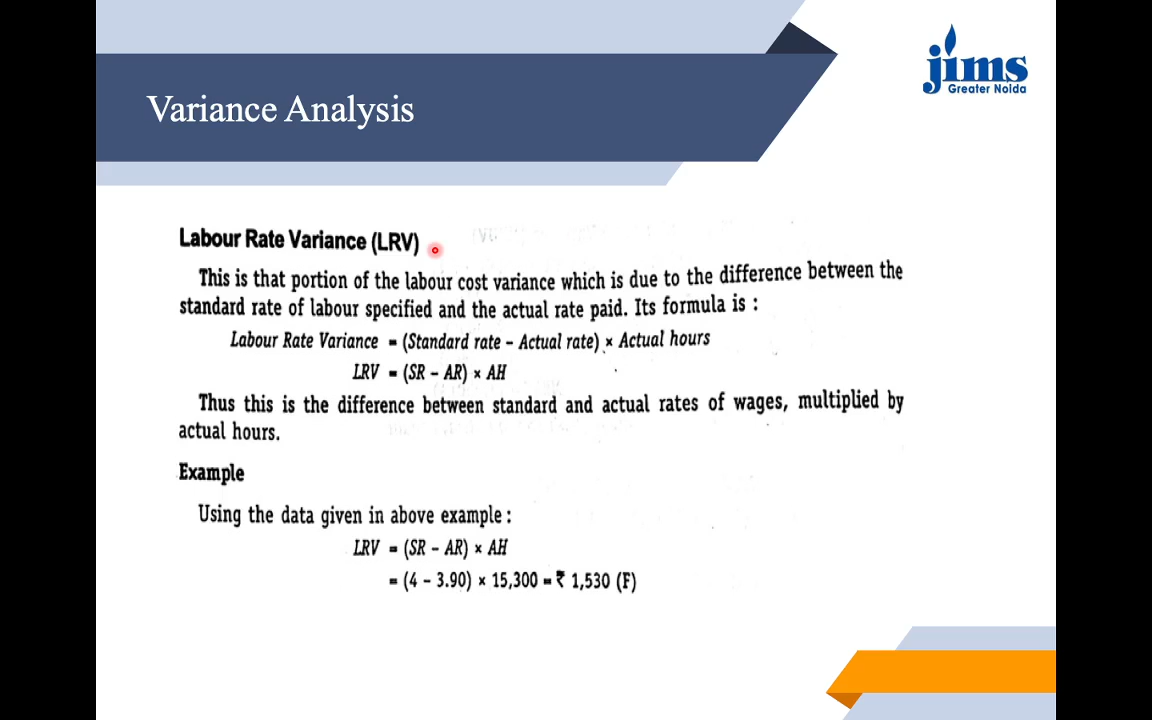 jims
Greater Noida
Variance Analysis
Labour Rate Variance (LRV)
This is that portion of the labour cost variance which is due to the difference between the
standard rate of labour specified and the actual rate paid. Its formula is :
Labour Rate Variance = (Standard rate – Actual rate) × Actual hours
LRV = (SR – AR) × AH
Thus this is the difference between standard and actual rates of wages, multiplied by
actual hours.
Example
Using the data given in above example :
LRV = (SR – AR) × AH
= (4 – 3.90) × 15,300 = ₹ 1,530 (F)